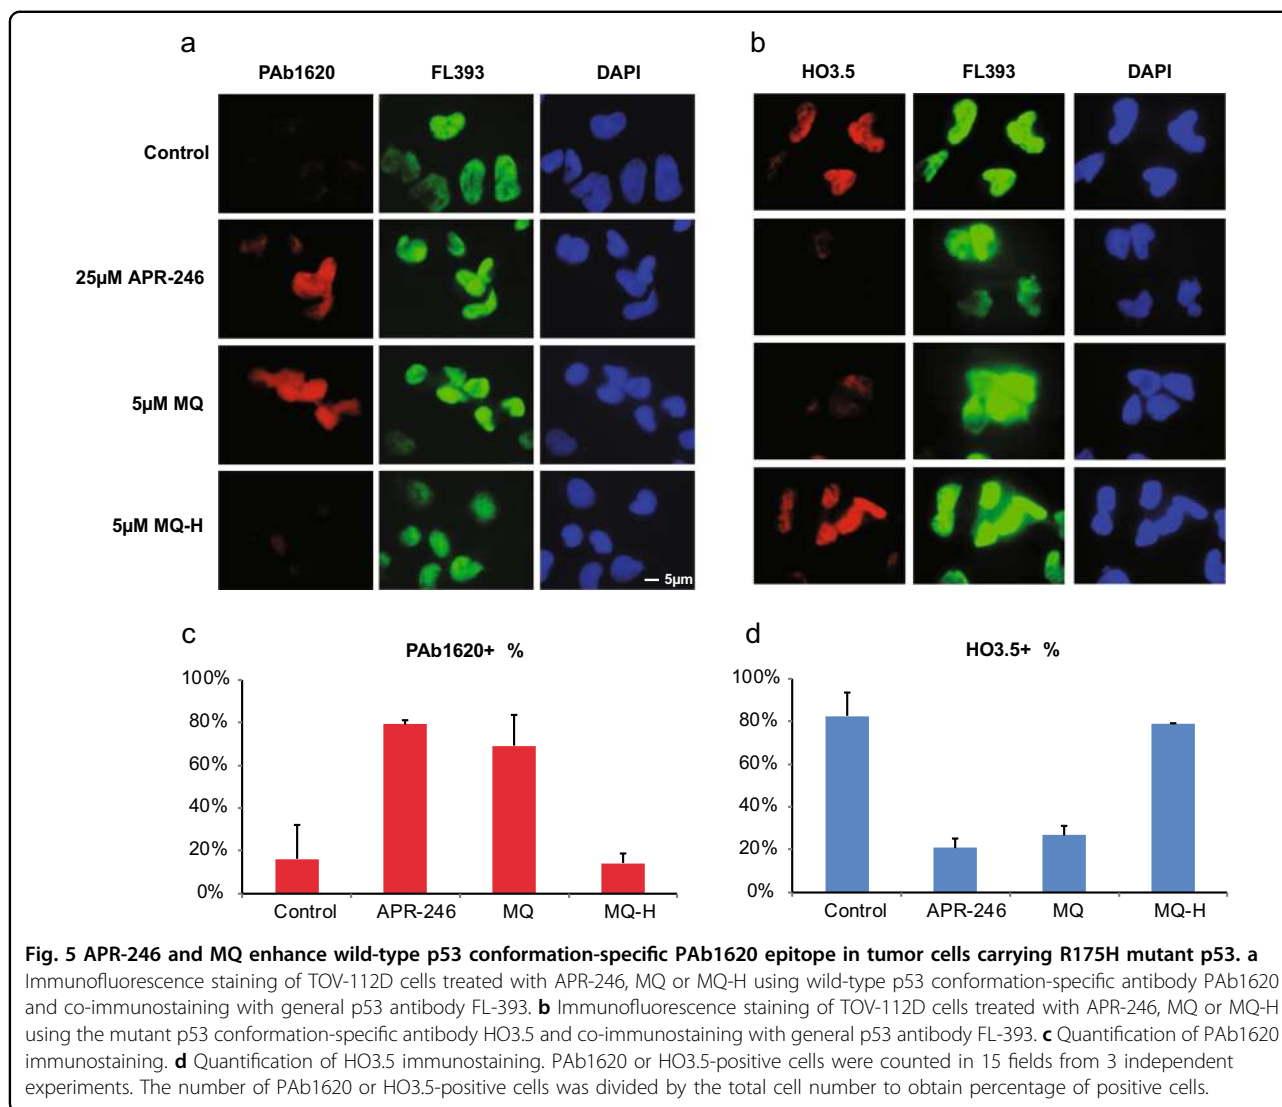 a
b
PAb1620 FL393 DAPI
HO3.5 FL393 DAPI
Control
25µM APR-246
5µM MQ
5µM MQ-H
5µm
c
d
PAb1620+ %
100%
80%
60%
40%
20%
0%
Control APR-246 MQ MQ-H
HO3.5+ %
100%
80%
60%
40%
20%
0%
Control APR-246 MQ MQ-H
Fig. 5 APR-246 and MQ enhance wild-type p53 conformation-specific PAb1620 epitope in tumor cells carrying R175H mutant p53. a
Immunofluorescence staining of TOV-112D cells treated with APR-246, MQ or MQ-H using wild-type p53 conformation-specific antibody PAb1620
and co-immunostaining with general p53 antibody FL-393. b Immunofluorescence staining of TOV-112D cells treated with APR-246, MQ or MQ-H
using the mutant p53 conformation-specific antibody HO3.5 and co-immunostaining with general p53 antibody FL-393. c Quantification of PAb1620
immunostaining. d Quantification of HO3.5 immunostaining. PAb1620 or HO3.5-positive cells were counted in 15 fields from 3 independent
experiments. The number of PAb1620 or HO3.5-positive cells was divided by the total cell number to obtain percentage of positive cells.